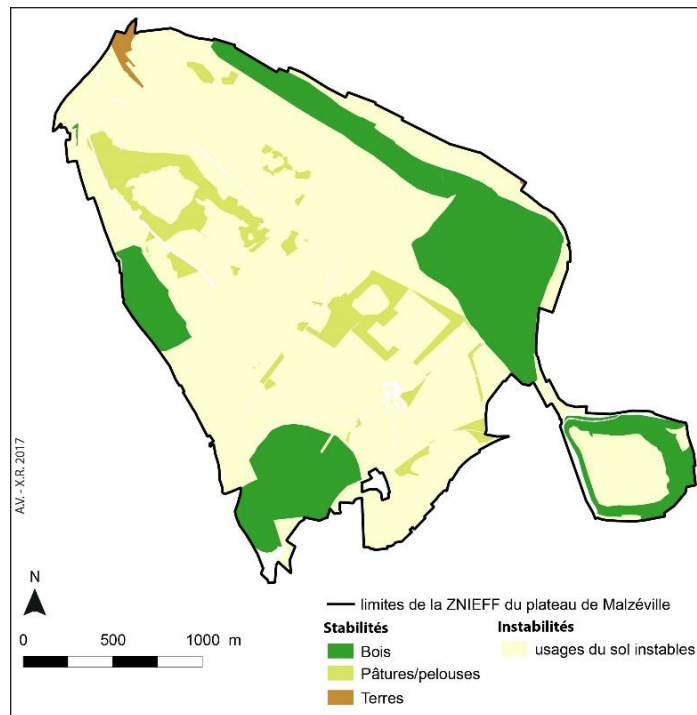 A.V. - X.R. 2017
N
0 500 1000 m
limites de la ZNIEFF du plateau de Malzéville
Stabilités
Bois
Pâtures/pelouses
Terres
Instabilités
usages du sol instables